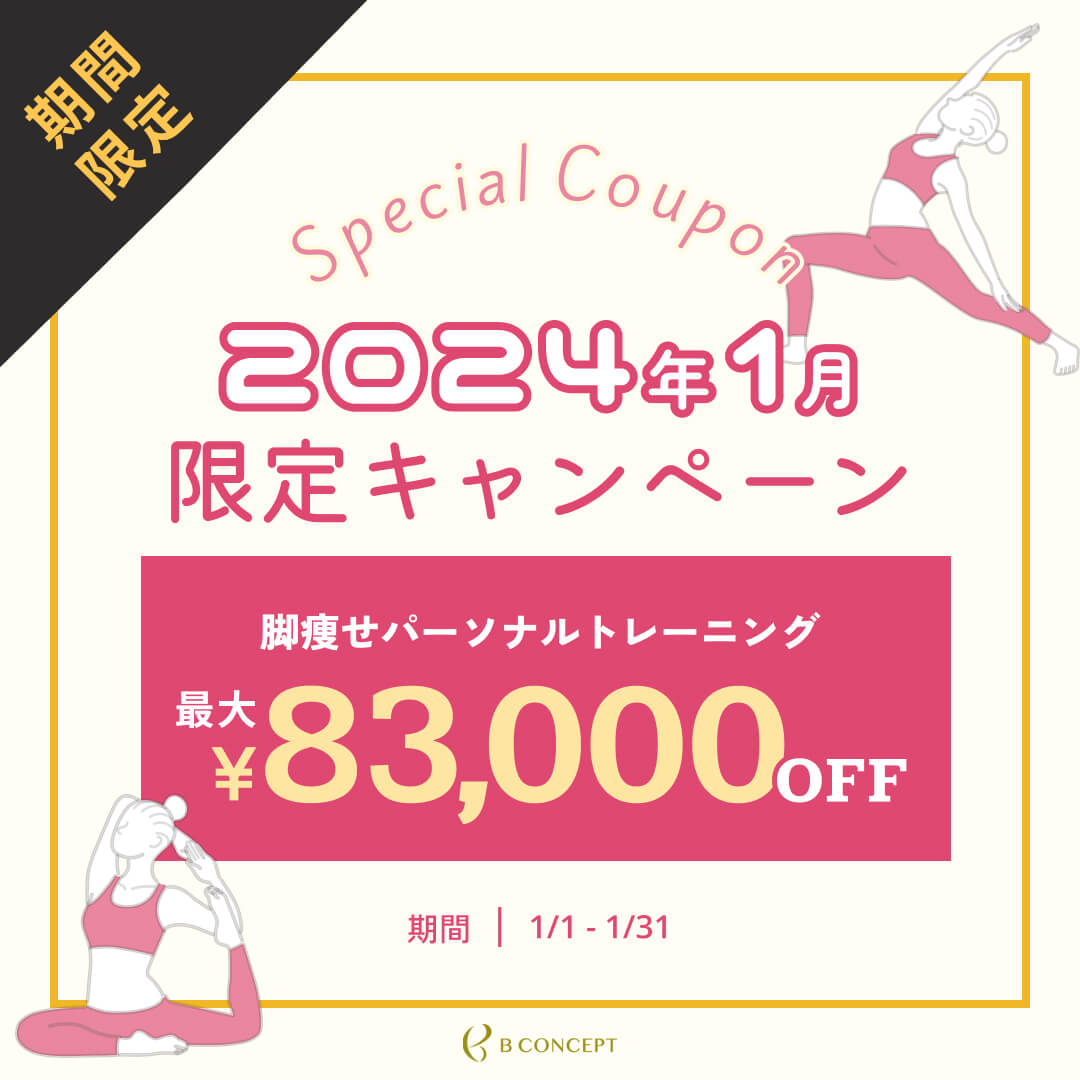 期間
限定
Special Coupon
2024年1月
限定キャンペーン
脚痩せパーソナルトレーニング
最大
¥83,000OFF
期間 | 1/1 - 1/31
B CONCEPT